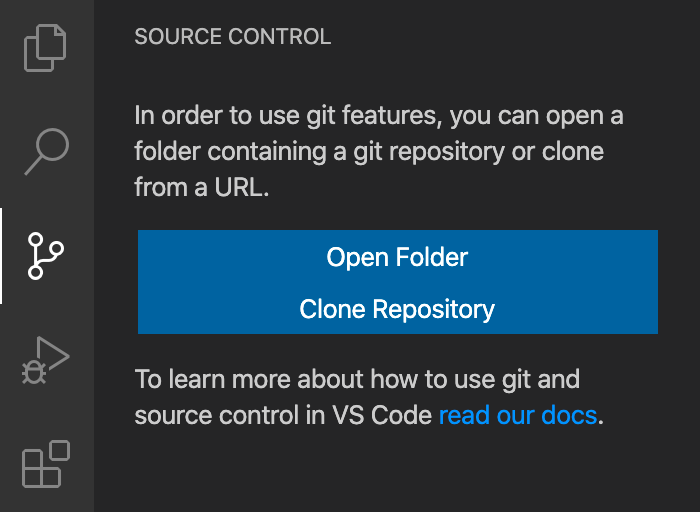 SOURCE CONTROL
In order to use git features, you can open a
folder containing a git repository or clone
from a URL.
Open Folder
Clone Repository
To learn more about how to use git and
source control in VS Code read our docs.